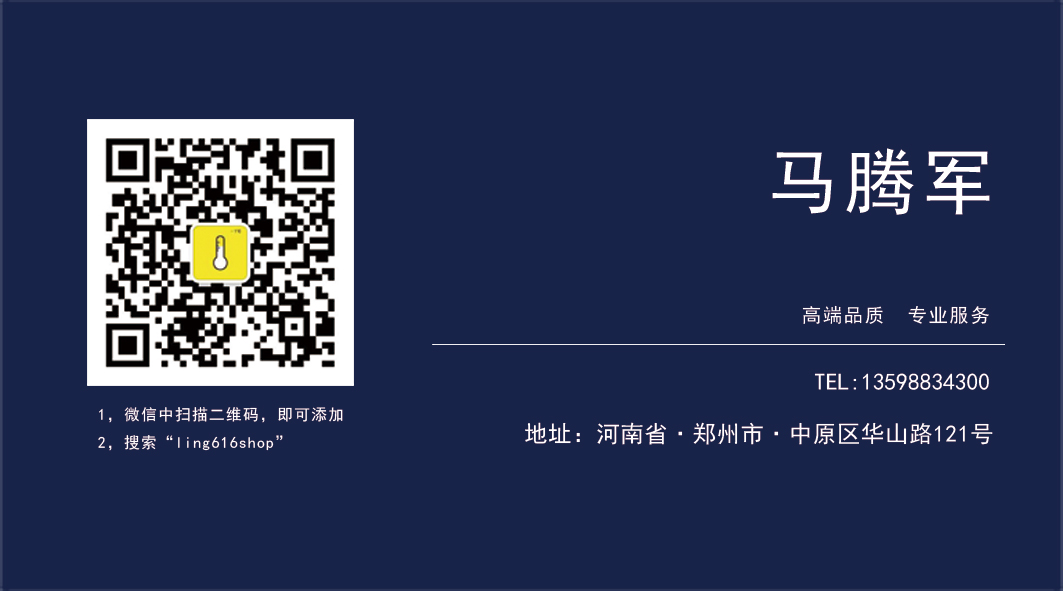 马腾军
高端品质 专业服务
TEL:13598834300
地址：河南省·郑州市·中原区华山路121号
1，微信中扫描二维码，即可添加
2，搜索“ling616shop”